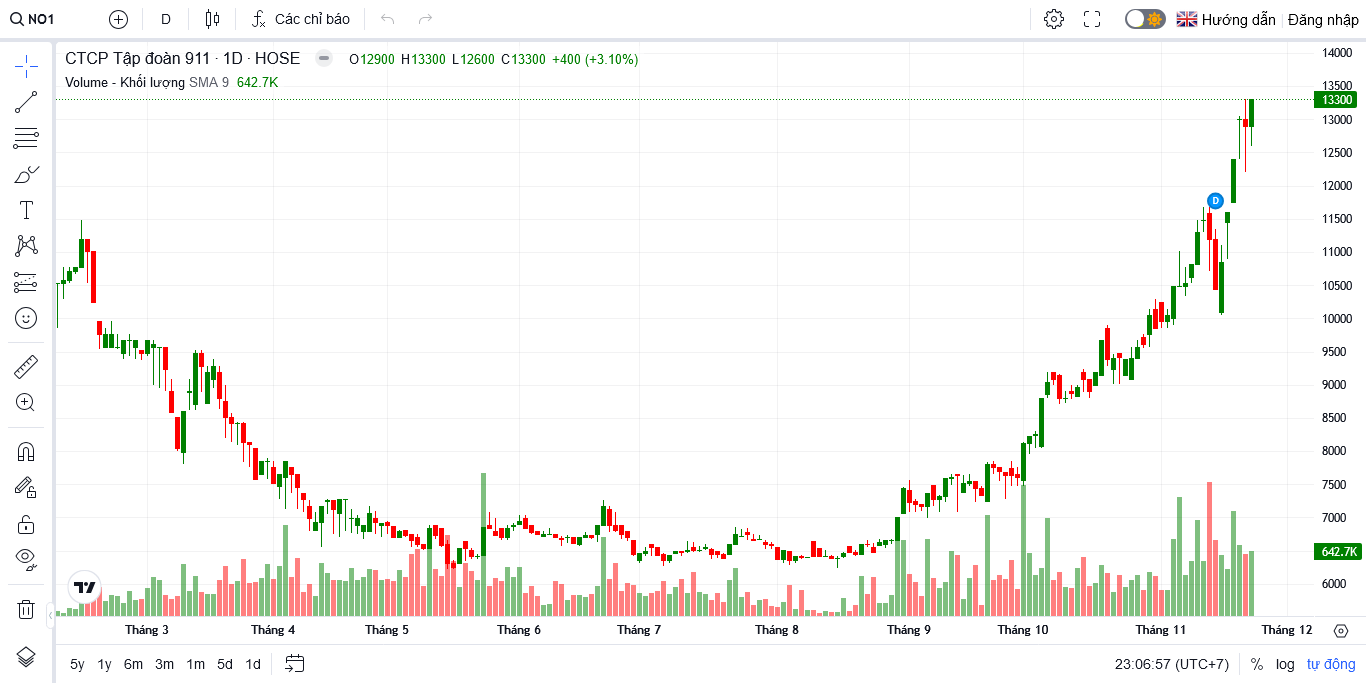 NO1 D Các chỉ báo Hướng dẫn Đăng nhập
CTCP Tập đoàn 911 · 1D · HOSE O12900 H13300 L12600 C13300 +400 (+3.10%)
Volume - Khối lượng SMA 9 642.7K
14000
13500
13300
13000
12500
12000
D
11500
11000
10500
10000
9500
9000
8500
8000
7500
7000
642.7K
6000
Tháng 3 Tháng 4 Tháng 5 Tháng 6 Tháng 7 Tháng 8 Tháng 9 Tháng 10 Tháng 11 Tháng 12
5y 1y 6m 3m 1m 5d 1d 23:06:57 (UTC+7) % log tự động